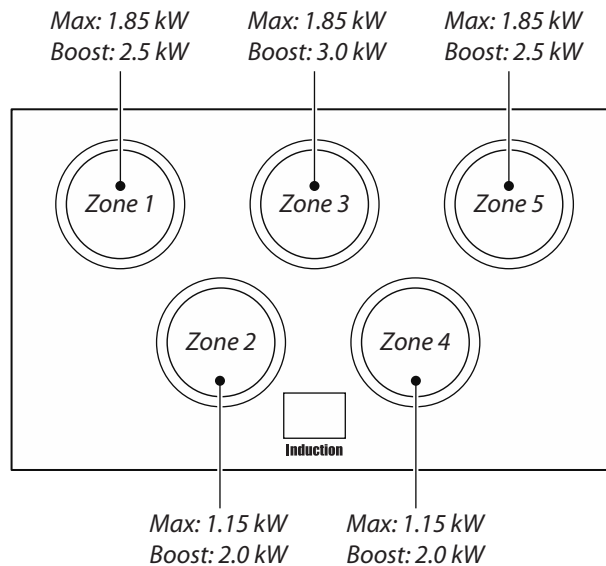 Max: 1.85 kW
Boost: 2.5 kW
Max: 1.85 kW
Boost: 3.0 kW
Max: 1.85 kW
Boost: 2.5 kW
Zone 1
Zone 3
Zone 5
Zone 2
Zone 4
Induction
Max: 1.15 kW
Boost: 2.0 kW
Max: 1.15 kW
Boost: 2.0 kW